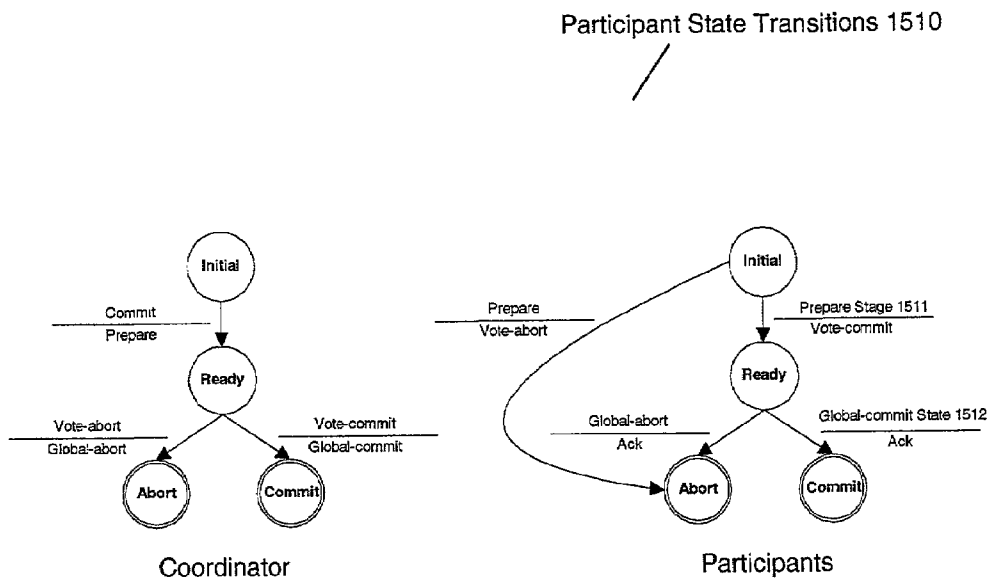 Participant State Transitions 1510
Initial
Commit
Prepare
Ready
Vote-abort
Global-abort
Vote-commit
Global-commit
Abort
Commit
Coordinator
Initial
Prepare
Vote-abort
Prepare Stage 1511
Vote-commit
Ready
Global-abort
Ack
Global-commit State 1512
Ack
Abort
Commit
Participants